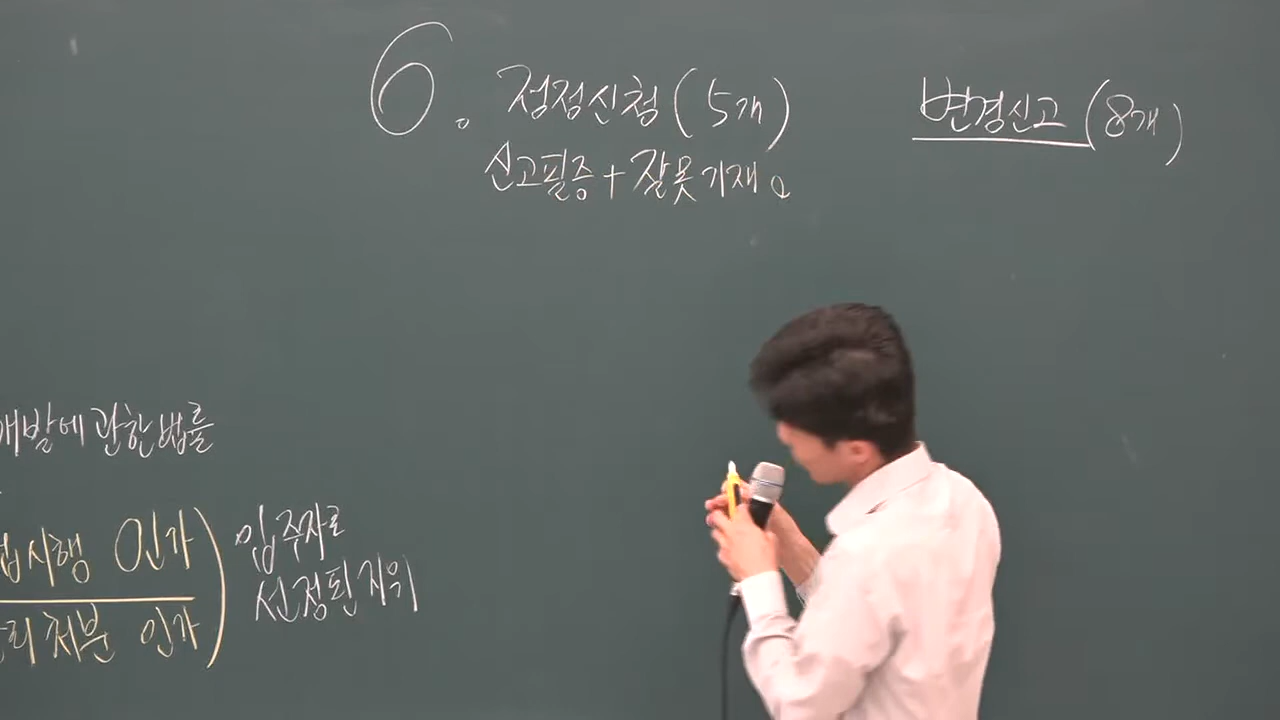 6. 정정신청(5개)
신고필증+잘못기재
변경신고(8개)
개발에관한법률
업시행 인가
관리처분 인가
입주자로
선정된지위